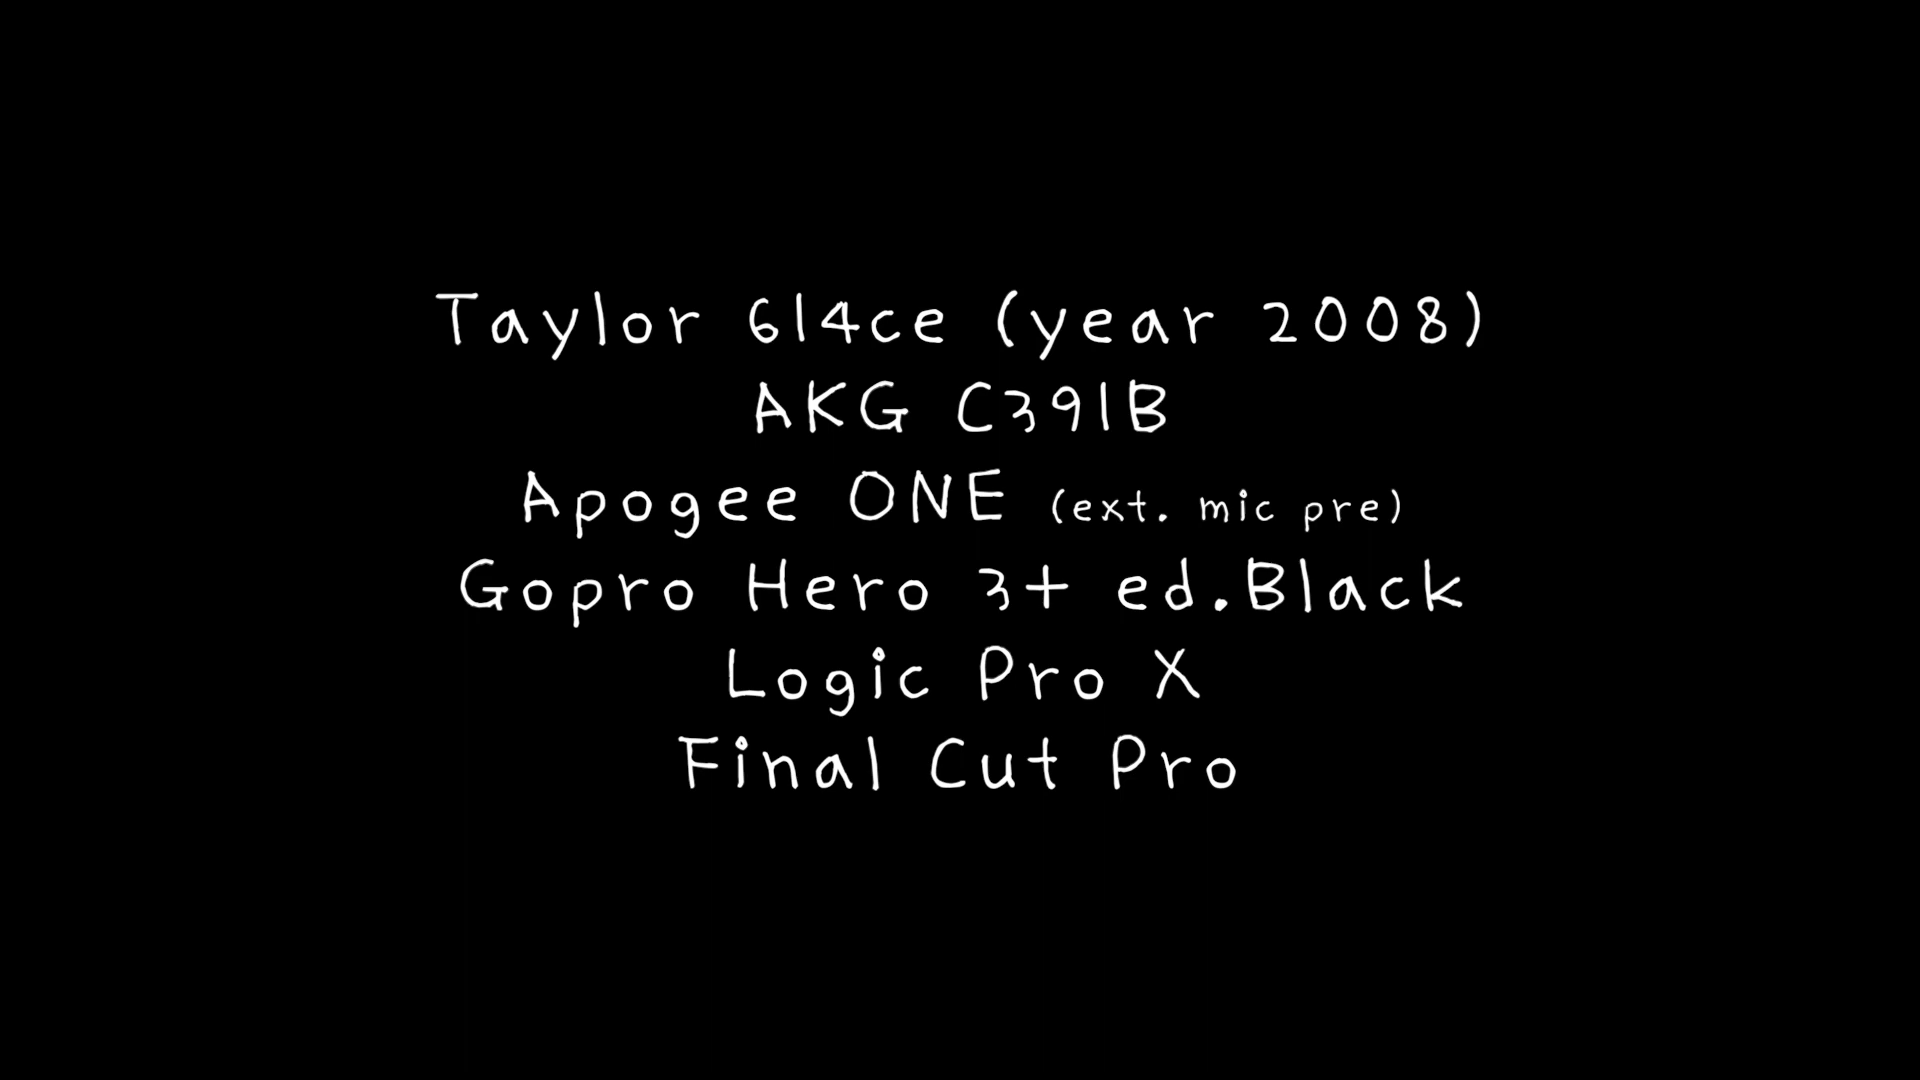 Taylor 614ce (year 2008)
AKG C391B
Apogee ONE (ext. mic pre)
Gopro Hero 3+ ed.Black
Logic Pro X
Final Cut Pro